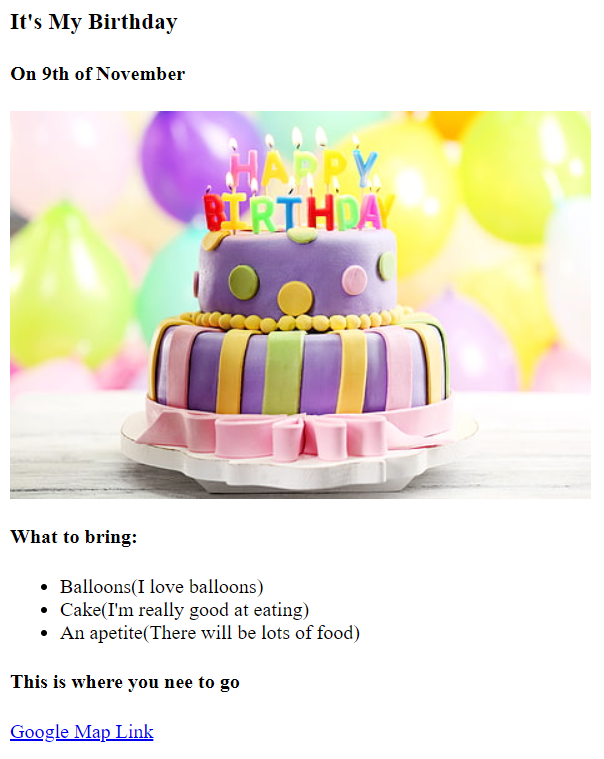 It's My Birthday
On 9th of November
HAPPY
BIRTHDAY
What to bring:
Balloons(I love balloons)
Cake(I'm really good at eating)
An apetite(There will be lots of food)
This is where you nee to go
Google Map Link